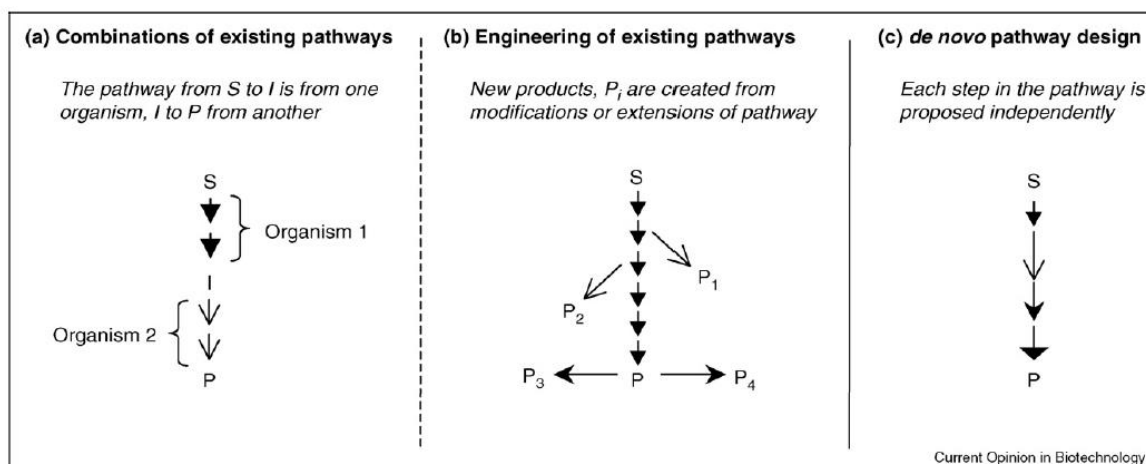 (a) Combinations of existing pathways
The pathway from S to I is from one
organism, I to P from another
S
Organism 1
I
Organism 2
P
(b) Engineering of existing pathways
New products, Pi are created from
modifications or extensions of pathway
S
P1
P2
P3 P P4
(c) de novo pathway design
Each step in the pathway is
proposed independently
S
P
Current Opinion in Biotechnology